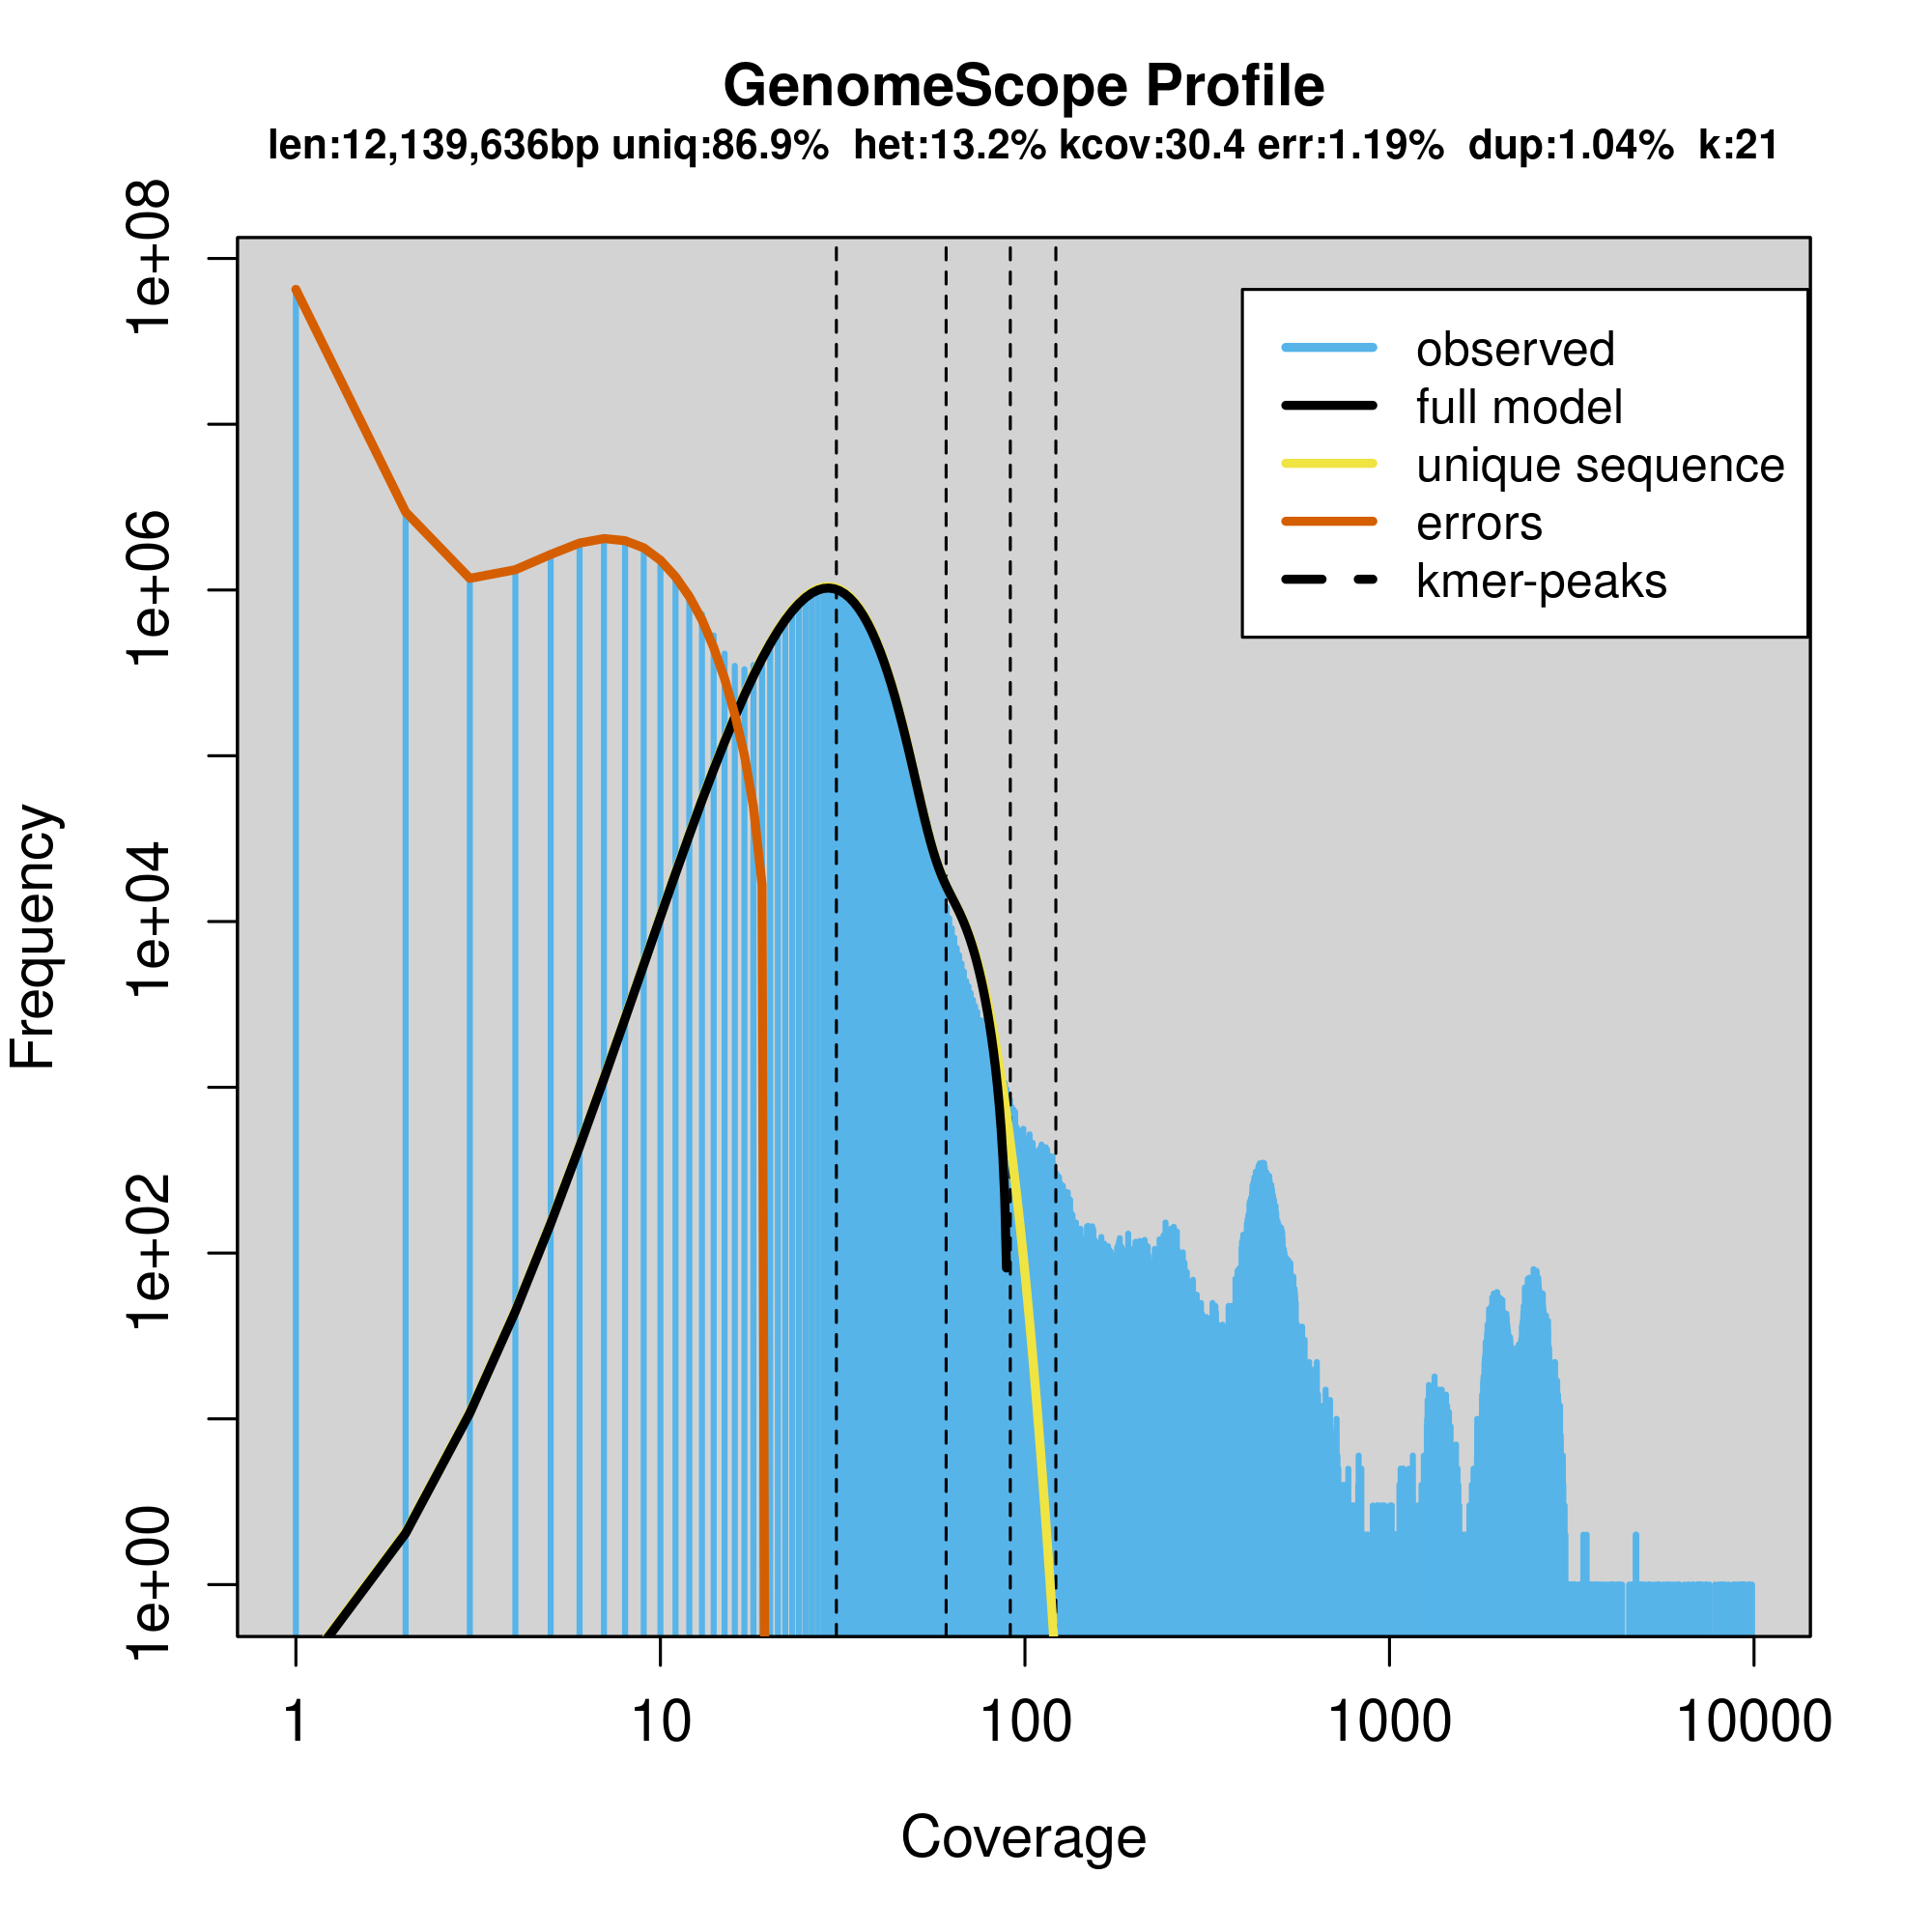 GenomeScope Profile
len:12,139,636bp uniq:86.9%  het:13.2% kcov:30.4 err:1.19%  dup:1.04%  k:21
Frequency
1e+08
1e+06
1e+04
1e+02
1e+00
observed
full model
unique sequence
errors
kmer-peaks
1 10 100 1000 10000
Coverage